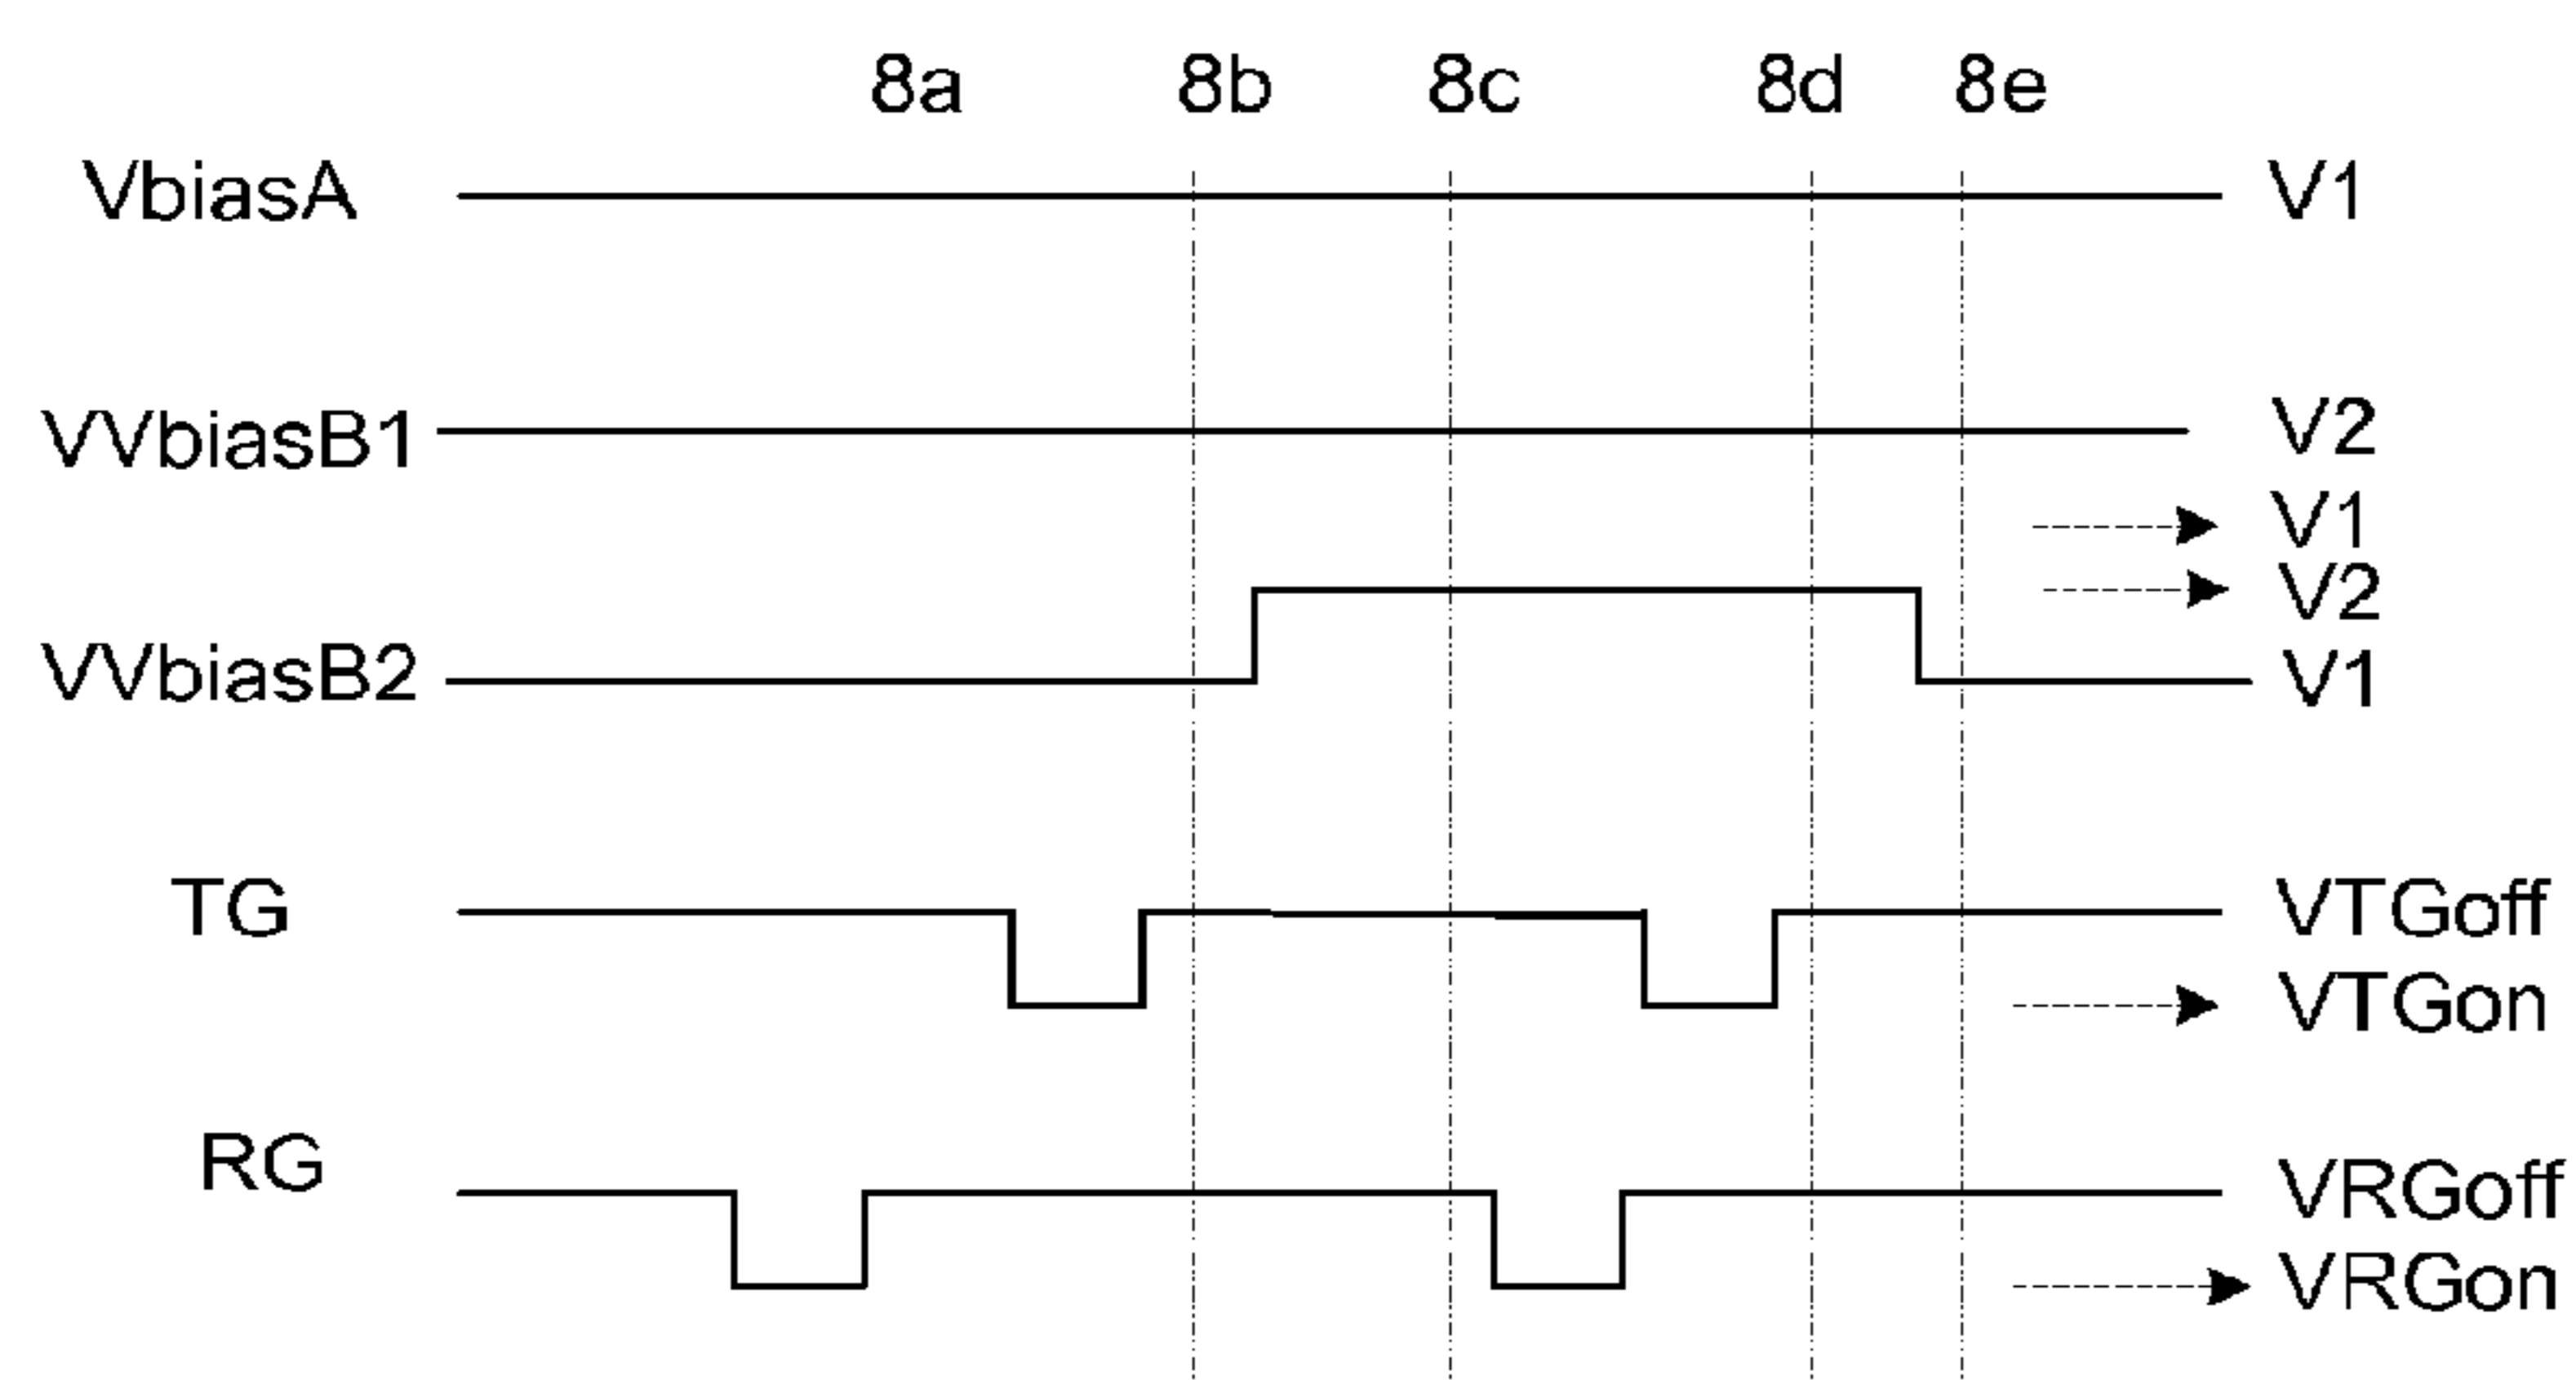 8a 8b 8c 8d 8e
VbiasA V1
VVbiasB1 V2
V1
V2
VVbiasB2 V1
TG VTGoff
VTGon
RG VRGoff
VRGon